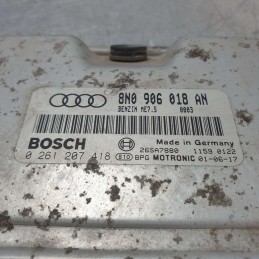 8N0 906 018 AN
BENZIN ME7.5 0003
BOSCH
Made in Germany
26SA7880 1159 0122
0 261 207 418 BPG MOTRONIC 01-06-17